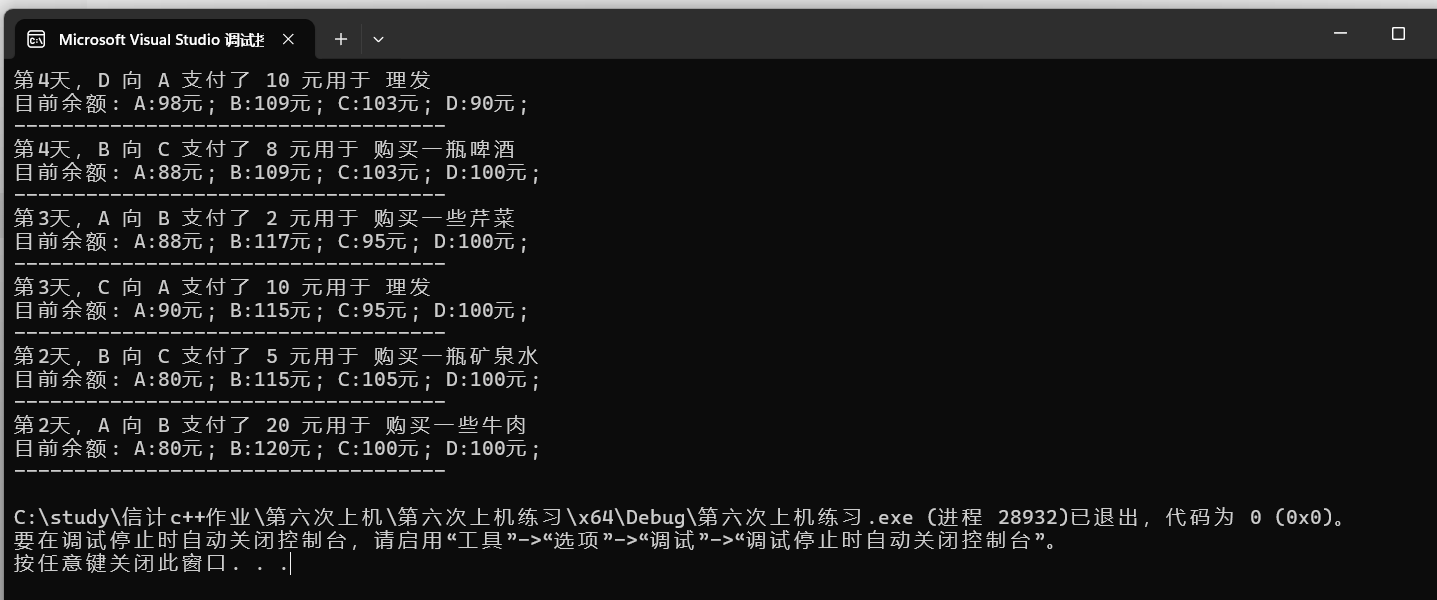 Microsoft Visual Studio 调试
第4天, D 向 A 支付了 10 元用于 理发
目前余额: A:98元; B:109元; C:103元; D:90元;
------------------------------------
第4天, B 向 C 支付了 8 元用于 购买一瓶啤酒
目前余额: A:88元; B:109元; C:103元; D:100元;
------------------------------------
第3天, A 向 B 支付了 2 元用于 购买一些芹菜
目前余额: A:88元; B:117元; C:95元; D:100元;
------------------------------------
第3天, C 向 A 支付了 10 元用于 理发
目前余额: A:90元; B:115元; C:95元; D:100元;
------------------------------------
第2天, B 向 C 支付了 5 元用于 购买一瓶矿泉水
目前余额: A:80元; B:115元; C:105元; D:100元;
------------------------------------
第2天, A 向 B 支付了 20 元用于 购买一些牛肉
目前余额: A:80元; B:120元; C:100元; D:100元;
------------------------------------
C:\study\信计c++作业\第六次上机\第六次上机练习\x64\Debug\第六次上机练习.exe (进程 28932)已退出，代码为 0 (0x0)。
要在调试停止时自动关闭控制台，请启用“工具”->“选项”->“调试”->“调试停止时自动关闭控制台”。
按任意键关闭此窗口. . .